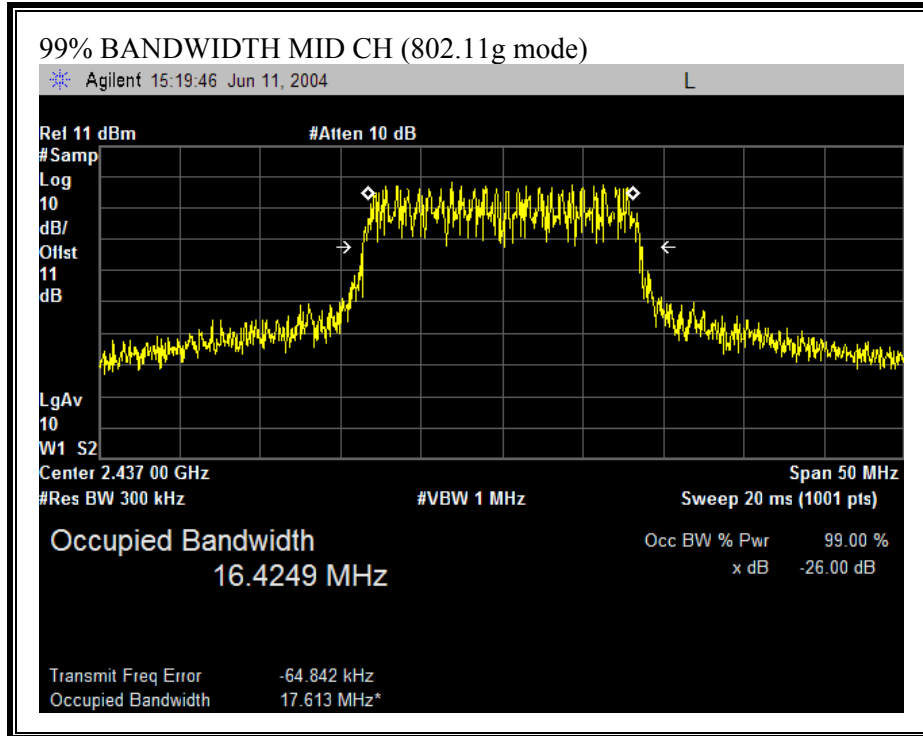 99% BANDWIDTH MID CH (802.11g mode)
Agilent 15:19:46 Jun 11, 2004 L
Ref 11 dBm #Atten 10 dB
#Samp
Log
10
dB/
Offst
11
dB
LgAv
10
W1 S2
Center 2.437 00 GHz Span 50 MHz
#Res BW 300 kHz #VBW 1 MHz Sweep 20 ms (1001 pts)
Occupied Bandwidth Occ BW % Pwr 99.00 %
16.4249 MHz x dB -26.00 dB
Transmit Freq Error -64.842 kHz
Occupied Bandwidth 17.613 MHz*